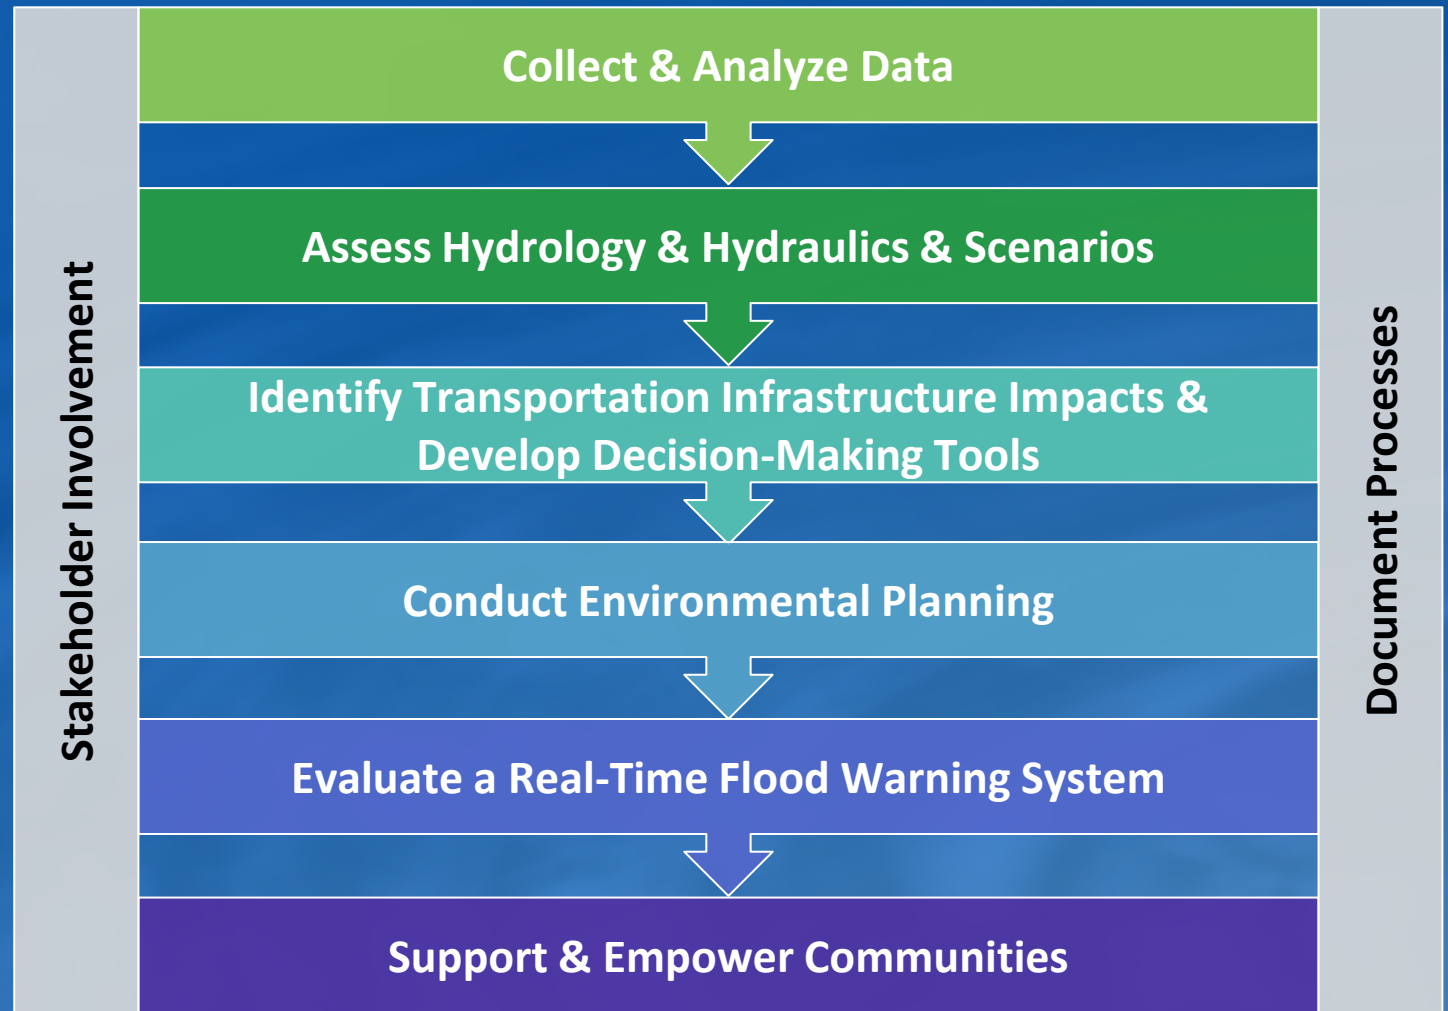 Collect & Analyze Data
Assess Hydrology & Hydraulics & Scenarios
Identify Transportation Infrastructure Impacts &
Develop Decision-Making Tools
Conduct Environmental Planning
Evaluate a Real-Time Flood Warning System
Support & Empower Communities
Stakeholder Involvement
Document Processes